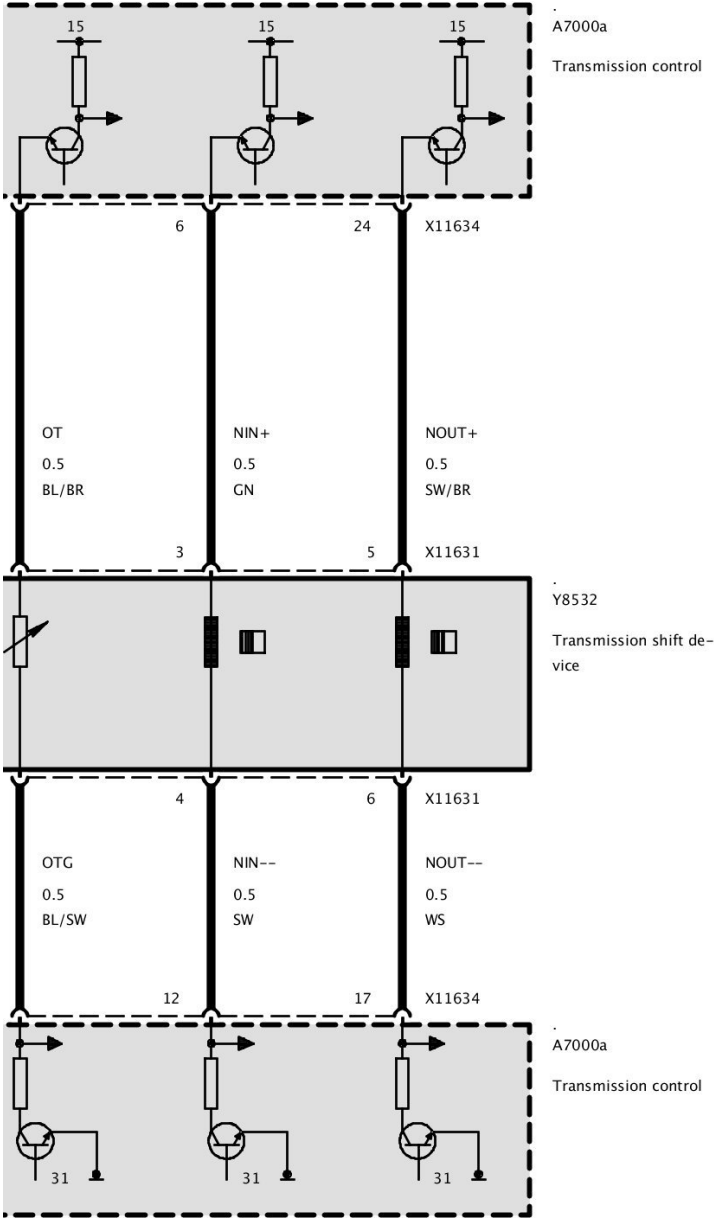 15 15 15
.
A7000a
Transmission control
6 24 X11634
OT NIN+ NOUT+
0.5 0.5 0.5
BL/BR GN SW/BR
3 5 X11631
.
Y8532
Transmission shift de-
vice
4 6 X11631
OTG NIN-- NOUT--
0.5 0.5 0.5
BL/SW SW WS
12 17 X11634
.
A7000a
Transmission control
31 31 31